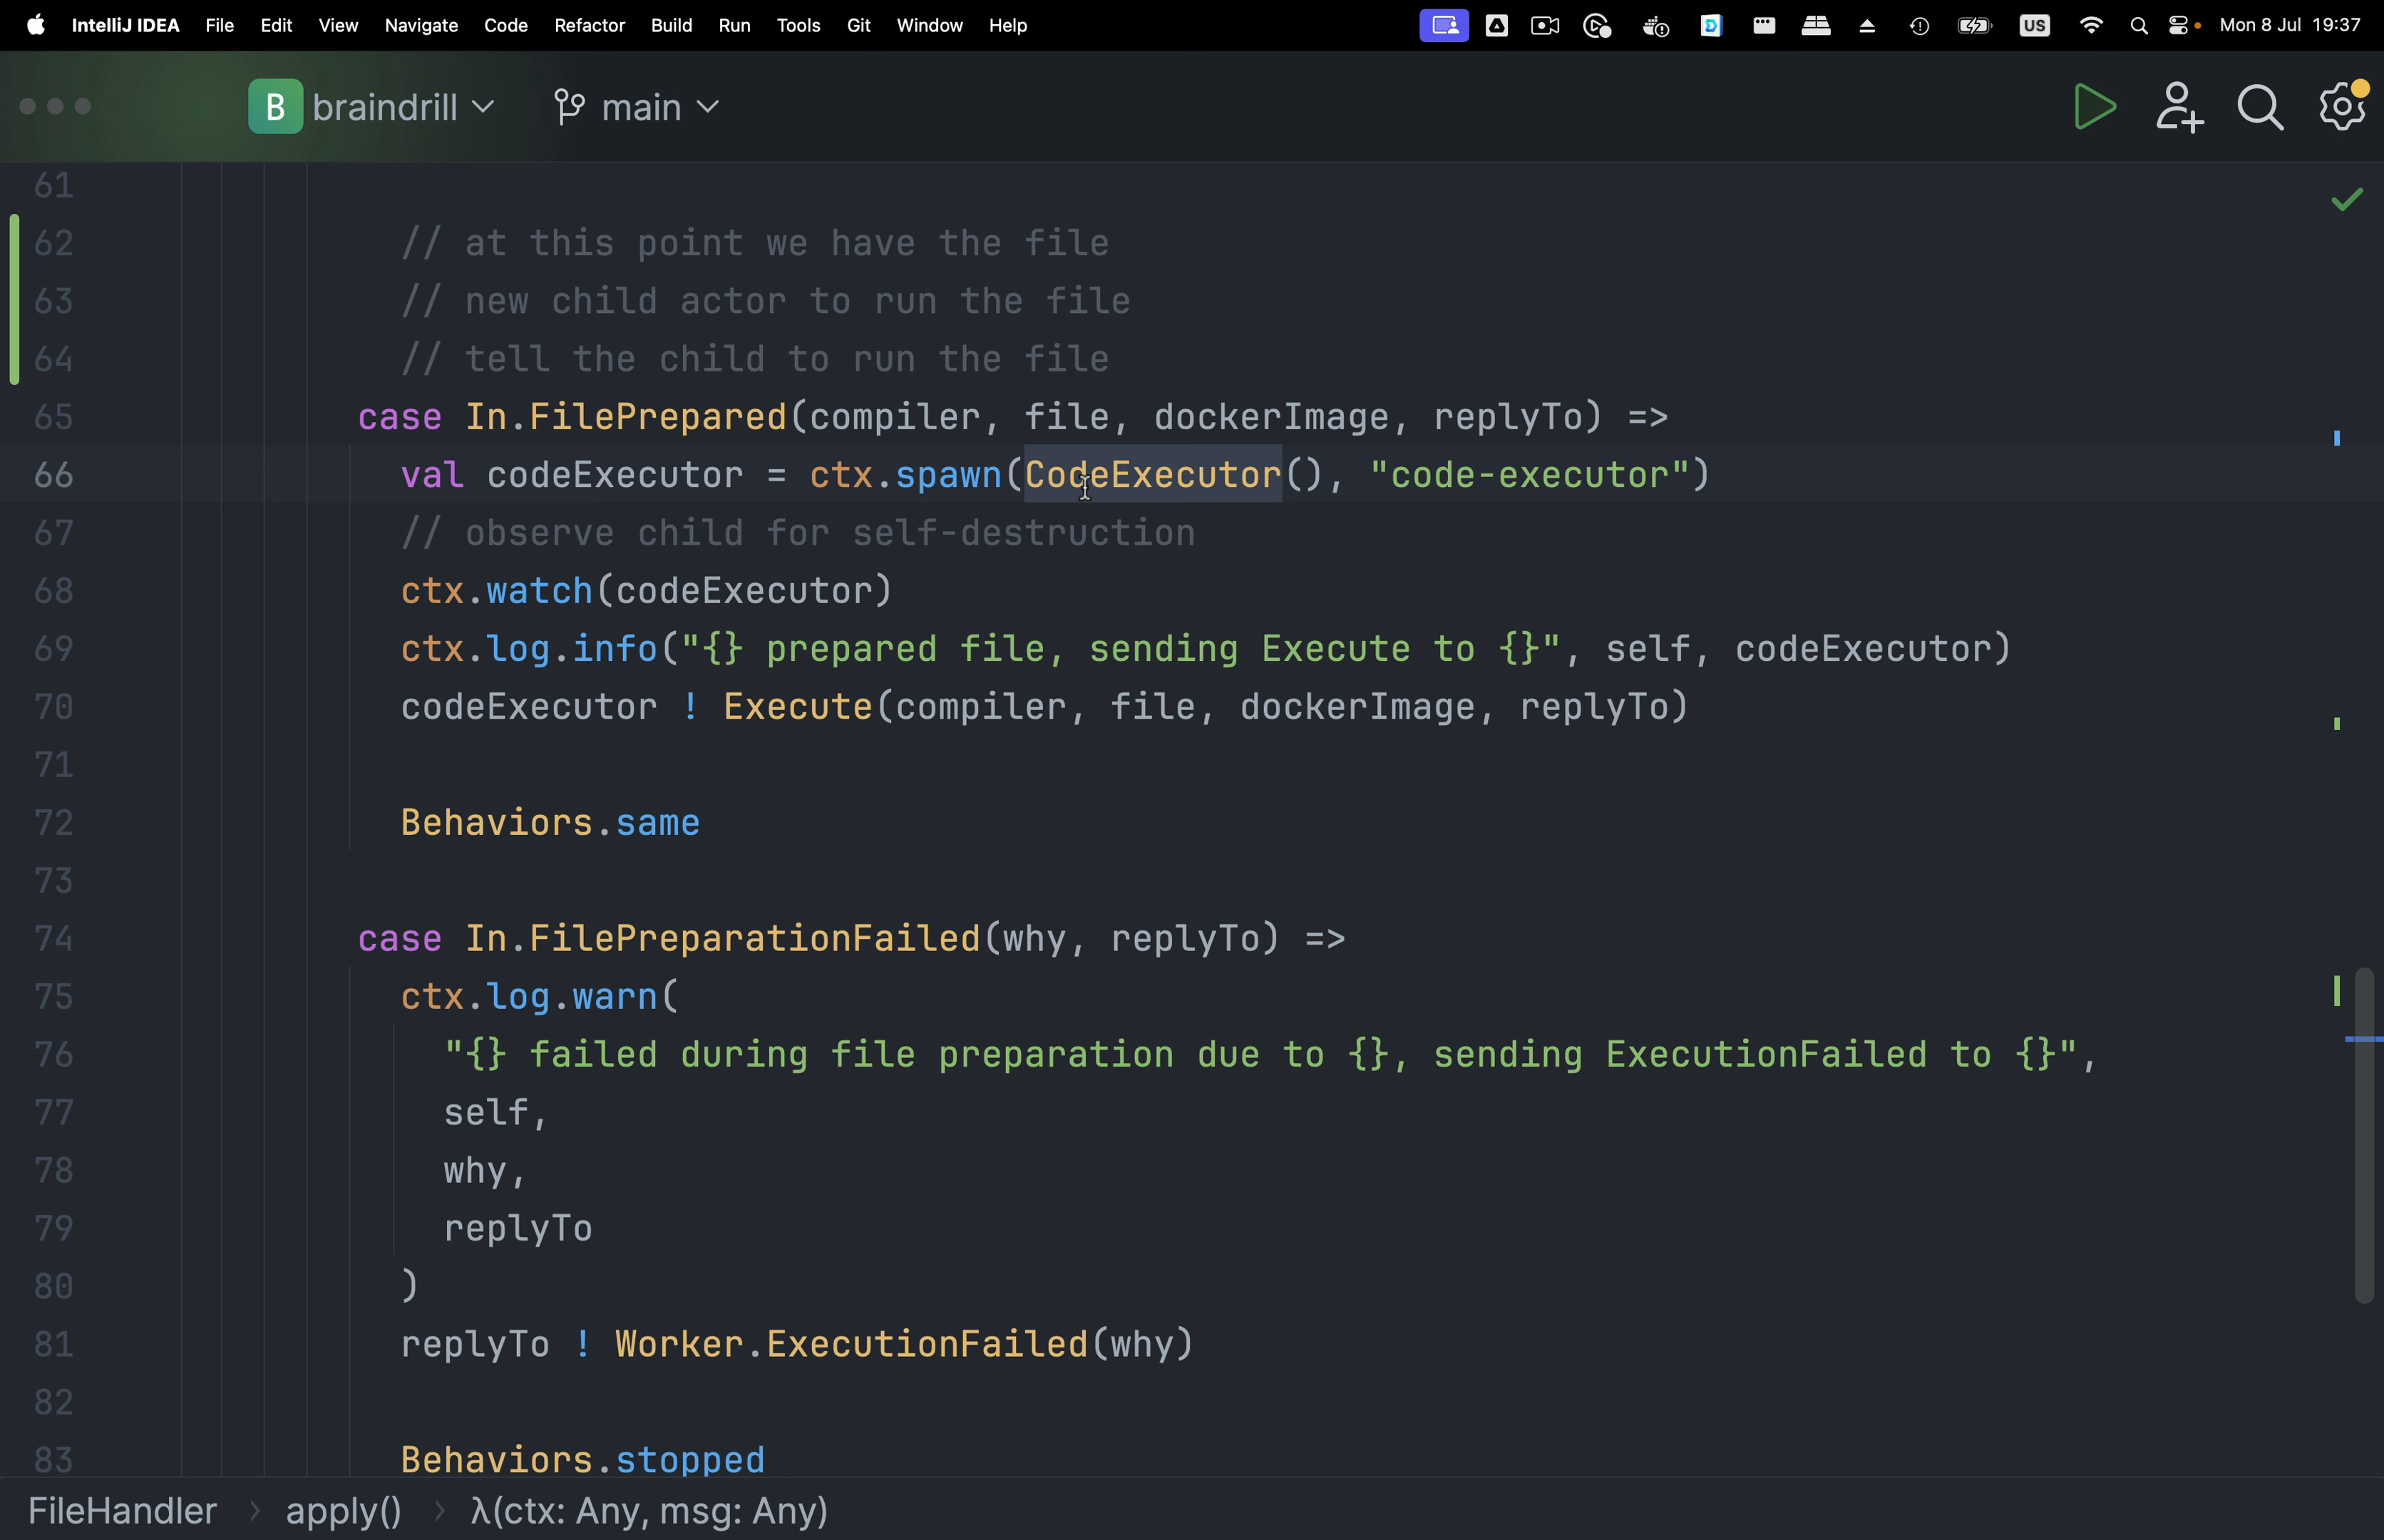 IntelliJ IDEA File Edit View Navigate Code Refactor Build Run Tools Git Window Help US Mon 8 Jul 19:37
B braindrill main
61
62 // at this point we have the file
63 // new child actor to run the file
64 // tell the child to run the file
65 case In.FilePrepared(compiler, file, dockerImage, replyTo) =>
66 val codeExecutor = ctx.spawn(CodeExecutor(), "code-executor")
67 // observe child for self-destruction
68 ctx.watch(codeExecutor)
69 ctx.log.info("{} prepared file, sending Execute to {}", self, codeExecutor)
70 codeExecutor ! Execute(compiler, file, dockerImage, replyTo)
71
72 Behaviors.same
73
74 case In.FilePreparationFailed(why, replyTo) =>
75 ctx.log.warn(
76 "{} failed during file preparation due to {}, sending ExecutionFailed to {}",
77 self,
78 why,
79 replyTo
80 )
81 replyTo ! Worker.ExecutionFailed(why)
82
83 Behaviors.stopped
FileHandler > apply() > λ(ctx: Any, msg: Any)